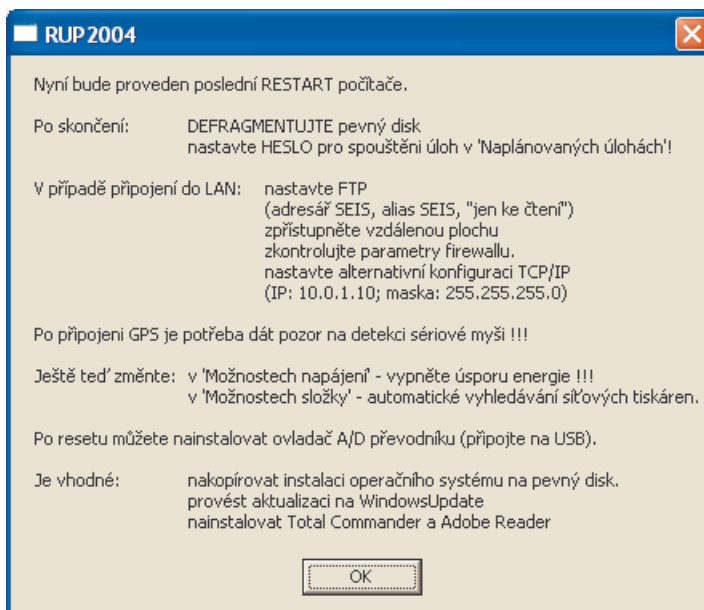 RUP2004
Nyní bude proveden poslední RESTART počítače.
Po skončení: DEFRAGMENTUJTE pevný disk
nastavte HESLO pro spouštěni úloh v 'Naplánovaných úlohách'!
V případě připojení do LAN: nastavte FTP
(adresář SEIS, alias SEIS, "jen ke čtení")
zpřístupněte vzdálenou plochu
zkontrolujte parametry firewallu.
nastavte alternativní konfiguraci TCP/IP
(IP: 10.0.1.10; maska: 255.255.255.0)
Po připojeni GPS je potřeba dát pozor na detekci sériové myši !!!
Ještě teď změnte: v 'Možnostech napájení' - vypněte úsporu energie !!!
v 'Možnostech složky' - automatické vyhledávání síťových tiskáren.
Po resetu můžete nainstalovat ovladač A/D převodníku (připojte na USB).
Je vhodné: nakopírovat instalaci operačního systému na pevný disk.
provést aktualizaci na WindowsUpdate
nainstalovat Total Commander a Adobe Reader
OK